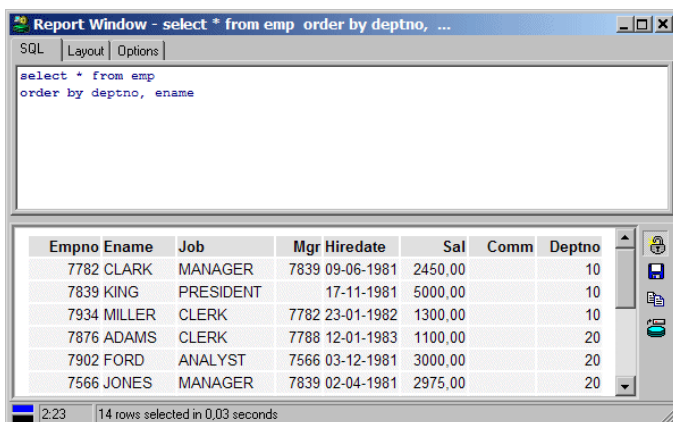 Report Window - select * from emp  order by deptno,  ...
SQL Layout Options
select * from emp
order by deptno, ename
Empno Ename Job Mgr Hiredate Sal Comm Deptno
7782 CLARK MANAGER 7839 09-06-1981 2450,00 10
7839 KING PRESIDENT 17-11-1981 5000,00 10
7934 MILLER CLERK 7782 23-01-1982 1300,00 10
7876 ADAMS CLERK 7788 12-01-1983 1100,00 20
7902 FORD ANALYST 7566 03-12-1981 3000,00 20
7566 JONES MANAGER 7839 02-04-1981 2975,00 20
2:23 14 rows selected in 0,03 seconds